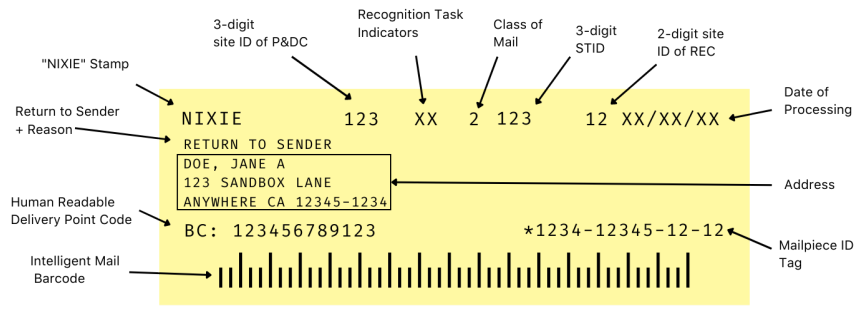 3-digit
site ID of P&DC
Recognition Task
Indicators
Class of
Mail
3-digit
STID
2-digit site
ID of REC
"NIXIE" Stamp
Date of
Processing
NIXIE 123 XX 2 123 12 XX/XX/XX
Return to Sender
+ Reason
RETURN TO SENDER
DOE, JANE A
123 SANDBOX LANE
ANYWHERE CA 12345-1234
Address
Human Readable
Delivery Point Code
BC: 123456789123 *1234-12345-12-12
Mailpiece ID
Tag
Intelligent Mail
Barcode